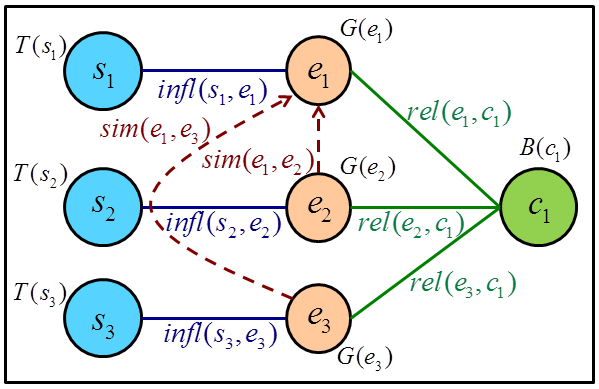 T(s₁)
s₁
infl(s₁,e₁)
e₁
G(e₁)
rel(e₁,c₁)
sim(e₁,e₃)
sim(e₁,e₂)
T(s₂)
s₂
infl(s₂,e₂)
e₂
G(e₂)
rel(e₂,c₁)
B(c₁)
c₁
T(s₃)
s₃
infl(s₃,e₃)
e₃
G(e₃)
rel(e₃,c₁)